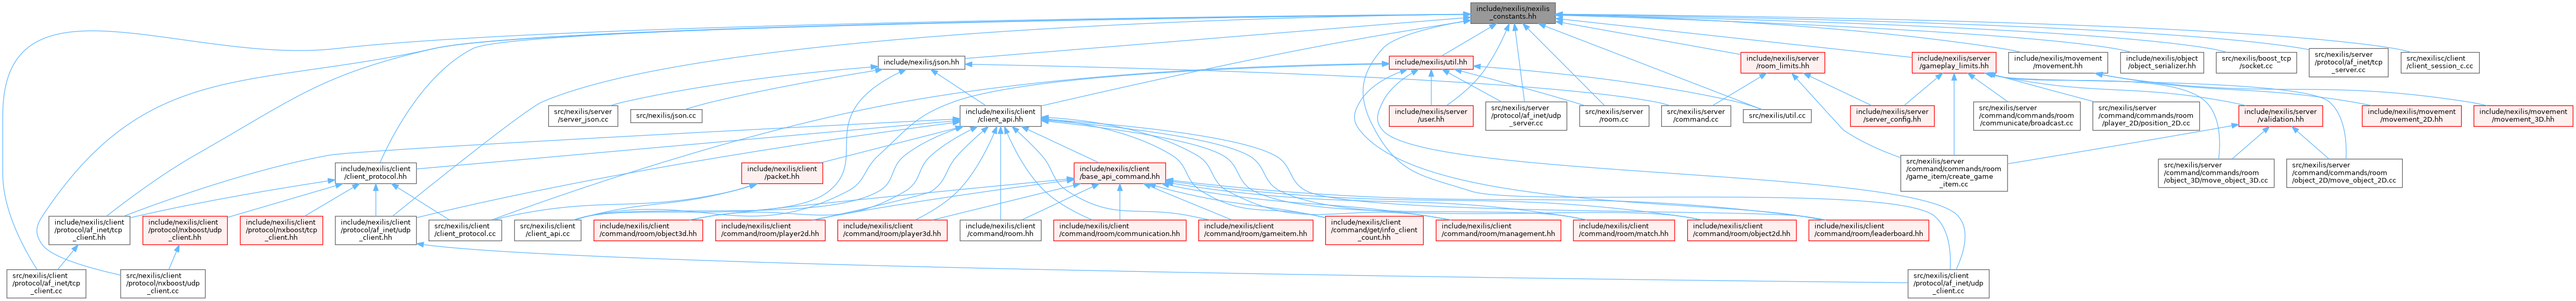 include/nexilis/nexilis
_constants.hh
include/nexilis/json.hh
include/nexilis/util.hh
include/nexilis/server
/room_limits.hh
include/nexilis/server
/gameplay_limits.hh
include/nexilis/movement
/movement.hh
include/nexilis/object
/object_serializer.hh
src/nexilis/boost_tcp
/socket.cc
src/nexilis/server
/protocol/af_inet/tcp
_server.cc
src/nexilisc/client
/client_session_c.cc
src/nexilis/server
/server_json.cc
src/nexilis/json.cc
include/nexilis/client
/client_api.hh
include/nexilis/server
/user.hh
src/nexilis/server
/protocol/af_inet/udp
_server.cc
src/nexilis/server
/room.cc
src/nexilis/server
/command.cc
src/nexilis/util.cc
include/nexilis/server
/server_config.hh
src/nexilis/server
/command/commands/room
/communicate/broadcast.cc
src/nexilis/server
/command/commands/room
/player_2D/position_2D.cc
include/nexilis/server
/validation.hh
include/nexilis/movement
/movement_2D.hh
include/nexilis/movement
/movement_3D.hh
include/nexilis/client
/client_protocol.hh
include/nexilis/client
/packet.hh
include/nexilis/client
/base_api_command.hh
src/nexilis/server
/command/commands/room
/game_item/create_game
_item.cc
src/nexilis/server
/command/commands/room
/object_3D/move_object_3D.cc
src/nexilis/server
/command/commands/room
/object_2D/move_object_2D.cc
include/nexilis/client
/protocol/af_inet/tcp
_client.hh
include/nexilis/client
/protocol/nxboost/udp
_client.hh
include/nexilis/client
/protocol/nxboost/tcp
_client.hh
include/nexilis/client
/protocol/af_inet/udp
_client.hh
src/nexilis/client
/client_protocol.cc
src/nexilis/client
/client_api.cc
include/nexilis/client
/command/room/object3d.hh
include/nexilis/client
/command/room/player2d.hh
include/nexilis/client
/command/room/player3d.hh
include/nexilis/client
/command/room.hh
include/nexilis/client
/command/room/communication.hh
include/nexilis/client
/command/room/gameitem.hh
include/nexilis/client
/command/get/info_client
_count.hh
include/nexilis/client
/command/room/management.hh
include/nexilis/client
/command/room/match.hh
include/nexilis/client
/command/room/object2d.hh
include/nexilis/client
/command/room/leaderboard.hh
src/nexilis/client
/protocol/af_inet/tcp
_client.cc
src/nexilis/client
/protocol/nxboost/udp
_client.cc
src/nexilis/client
/protocol/af_inet/udp
_client.cc